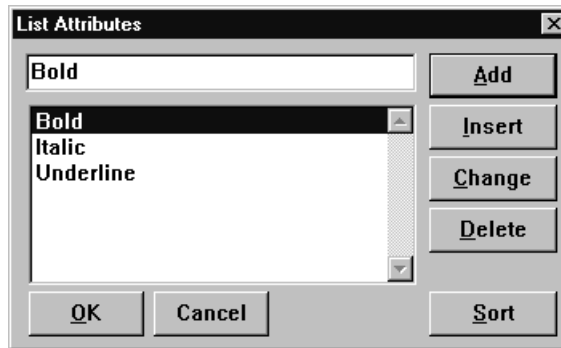 List Attributes
Bold
Add
Bold
Italic
Underline
Insert
Change
Delete
OK
Cancel
Sort